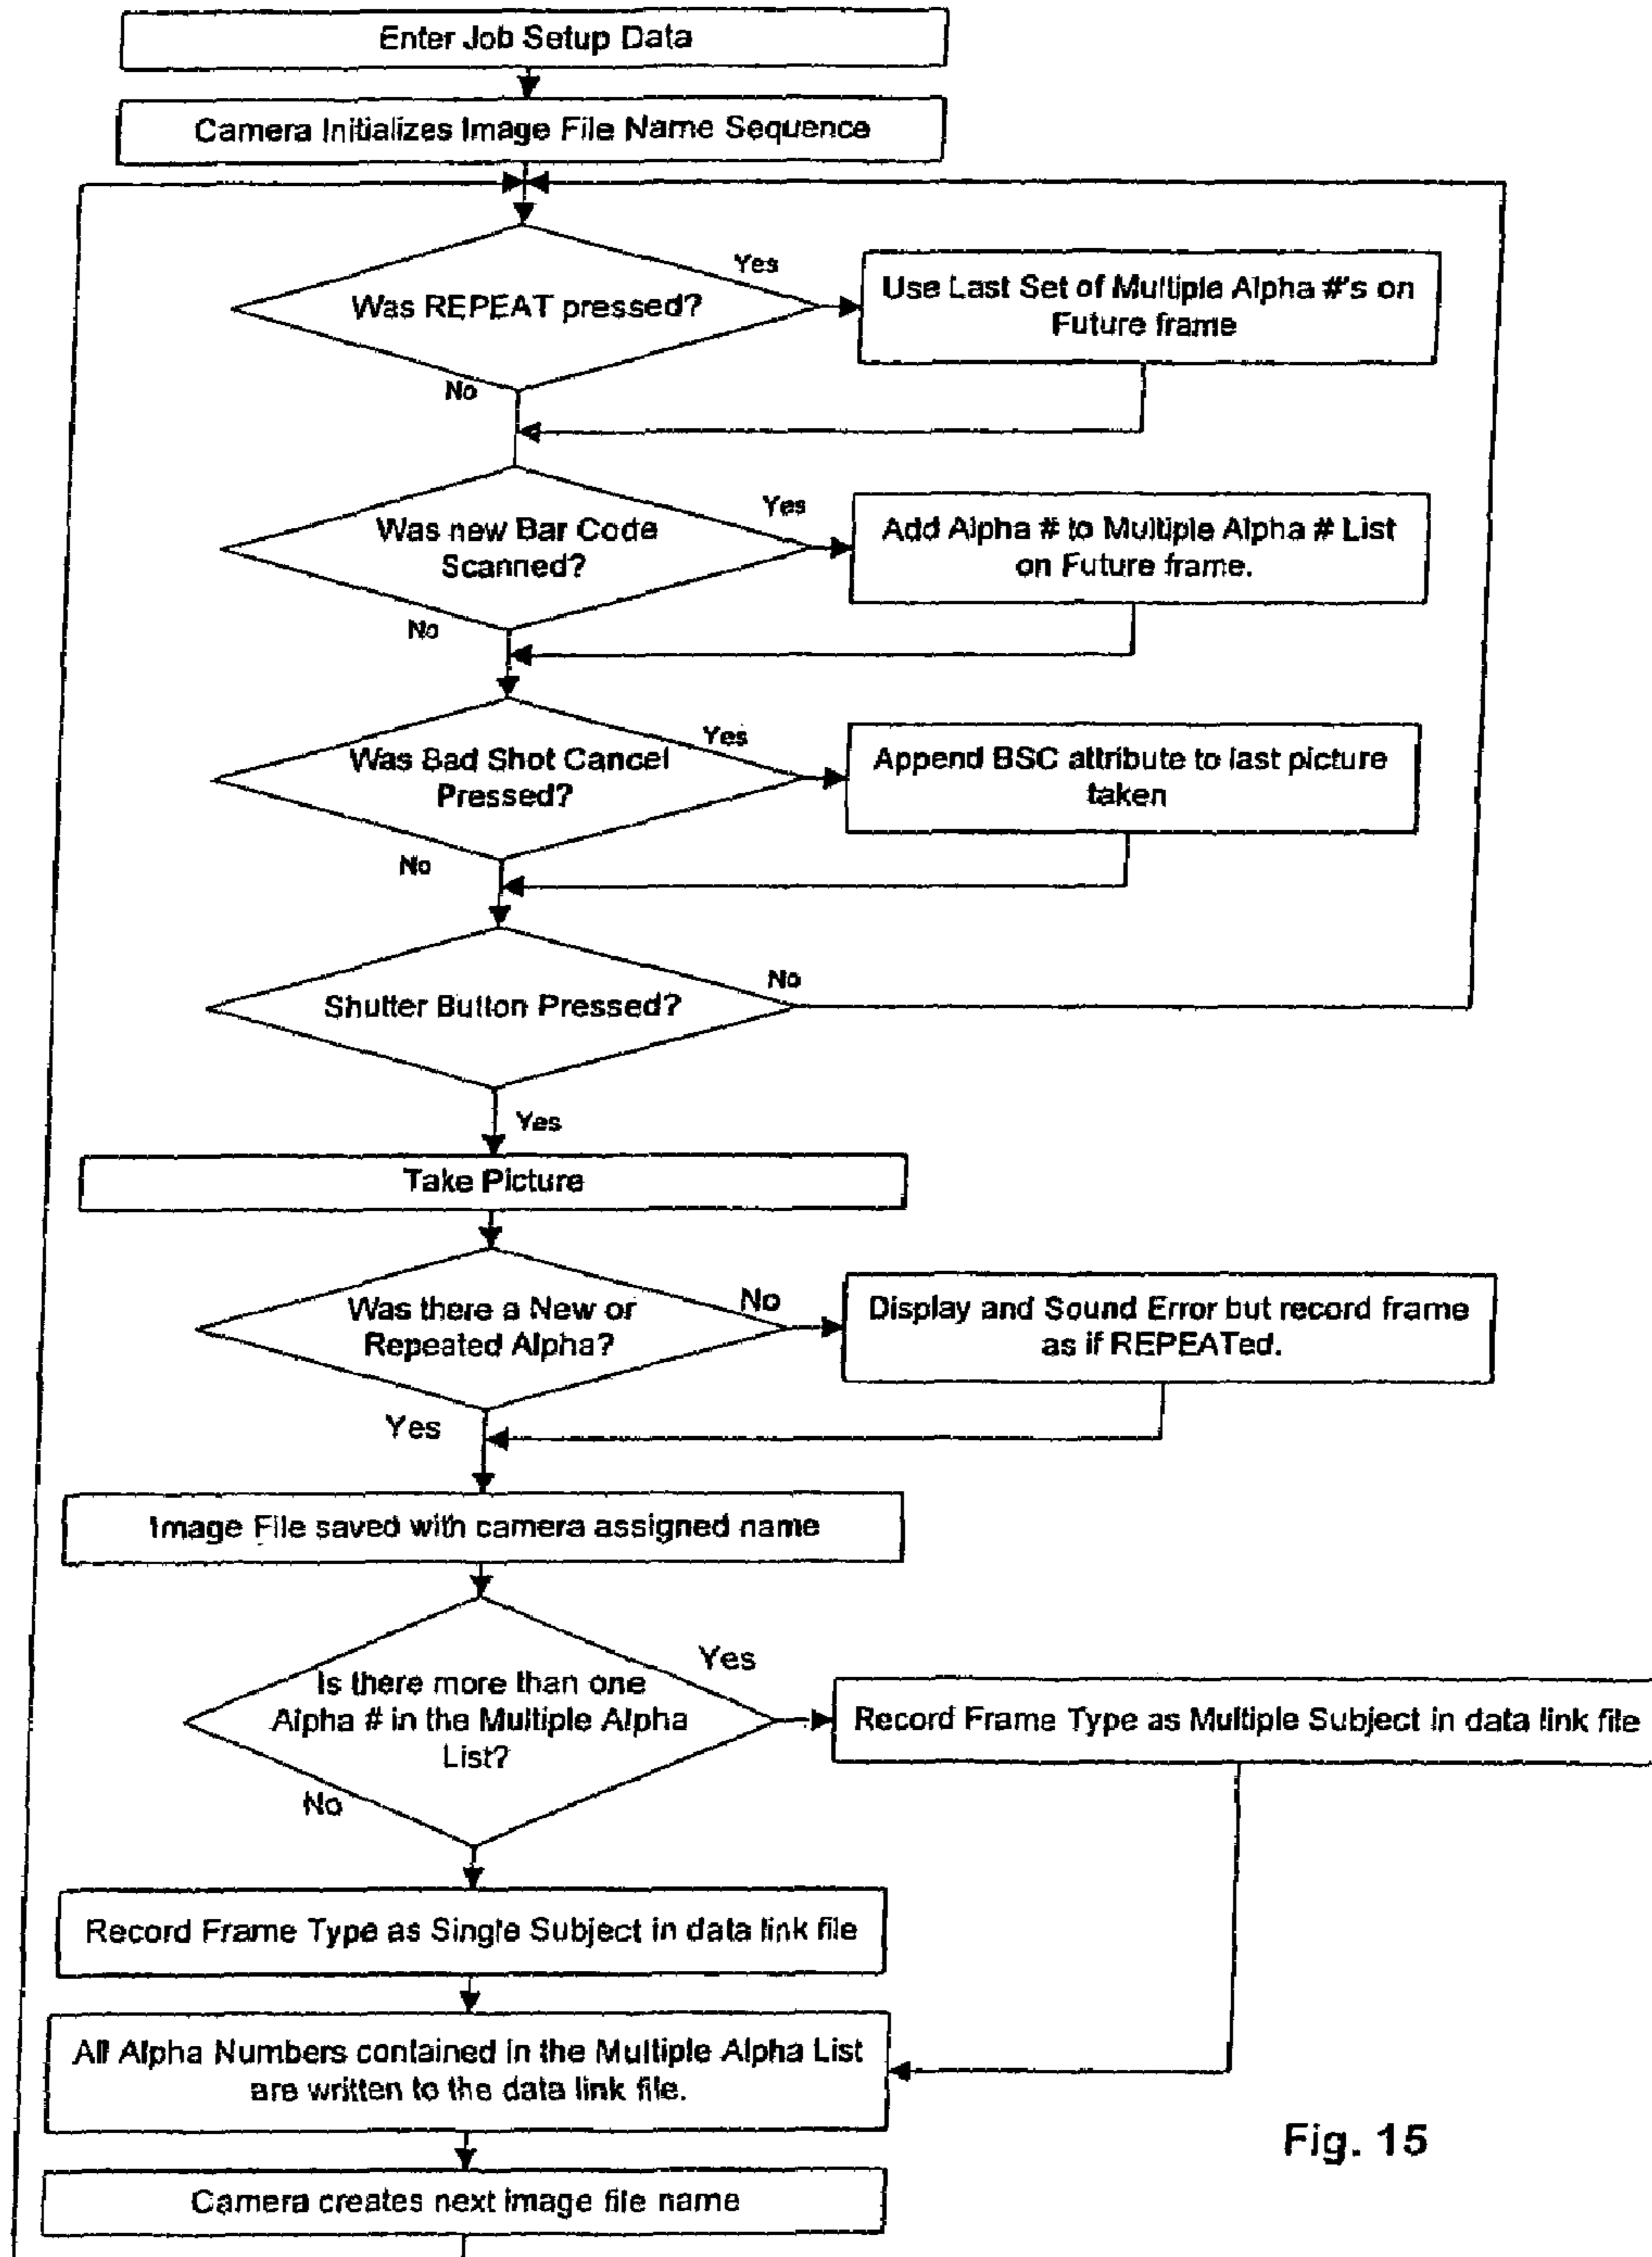 Enter Job Setup Data
Camera Initializes Image File Name Sequence
Was REPEAT pressed?
Yes
Use Last Set of Multiple Alpha #'s on
Future frame
No
Was new Bar Code
Scanned?
Yes
Add Alpha # to Multiple Alpha # List
on Future frame.
No
Was Bad Shot Cancel
Pressed?
Yes
Append BSC attribute to last picture
taken
No
Shutter Button Pressed?
No
Yes
Take Picture
Was there a New or
Repeated Alpha?
No
Display and Sound Error but record frame
as if REPEATed.
Yes
Image File saved with camera assigned name
Is there more than one
Alpha # in the Multiple Alpha
List?
Yes
Record Frame Type as Multiple Subject in data link file
No
Record Frame Type as Single Subject in data link file
All Alpha Numbers contained in the Multiple Alpha List
are written to the data link file.
Camera creates next image file name
Fig. 15